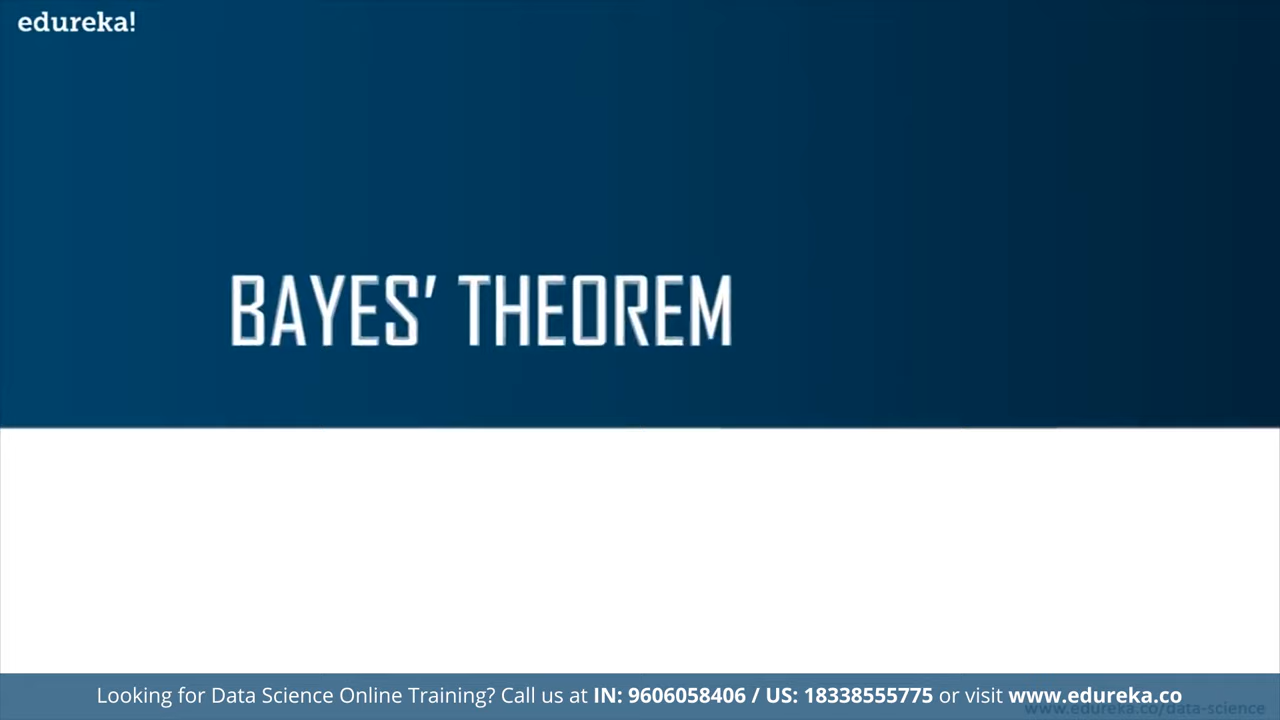 edureka!
BAYES’ THEOREM
Looking for Data Science Online Training? Call us at IN: 9606058406 / US: 18338555775 or visit www.edureka.co
www.edureka.co/data-science